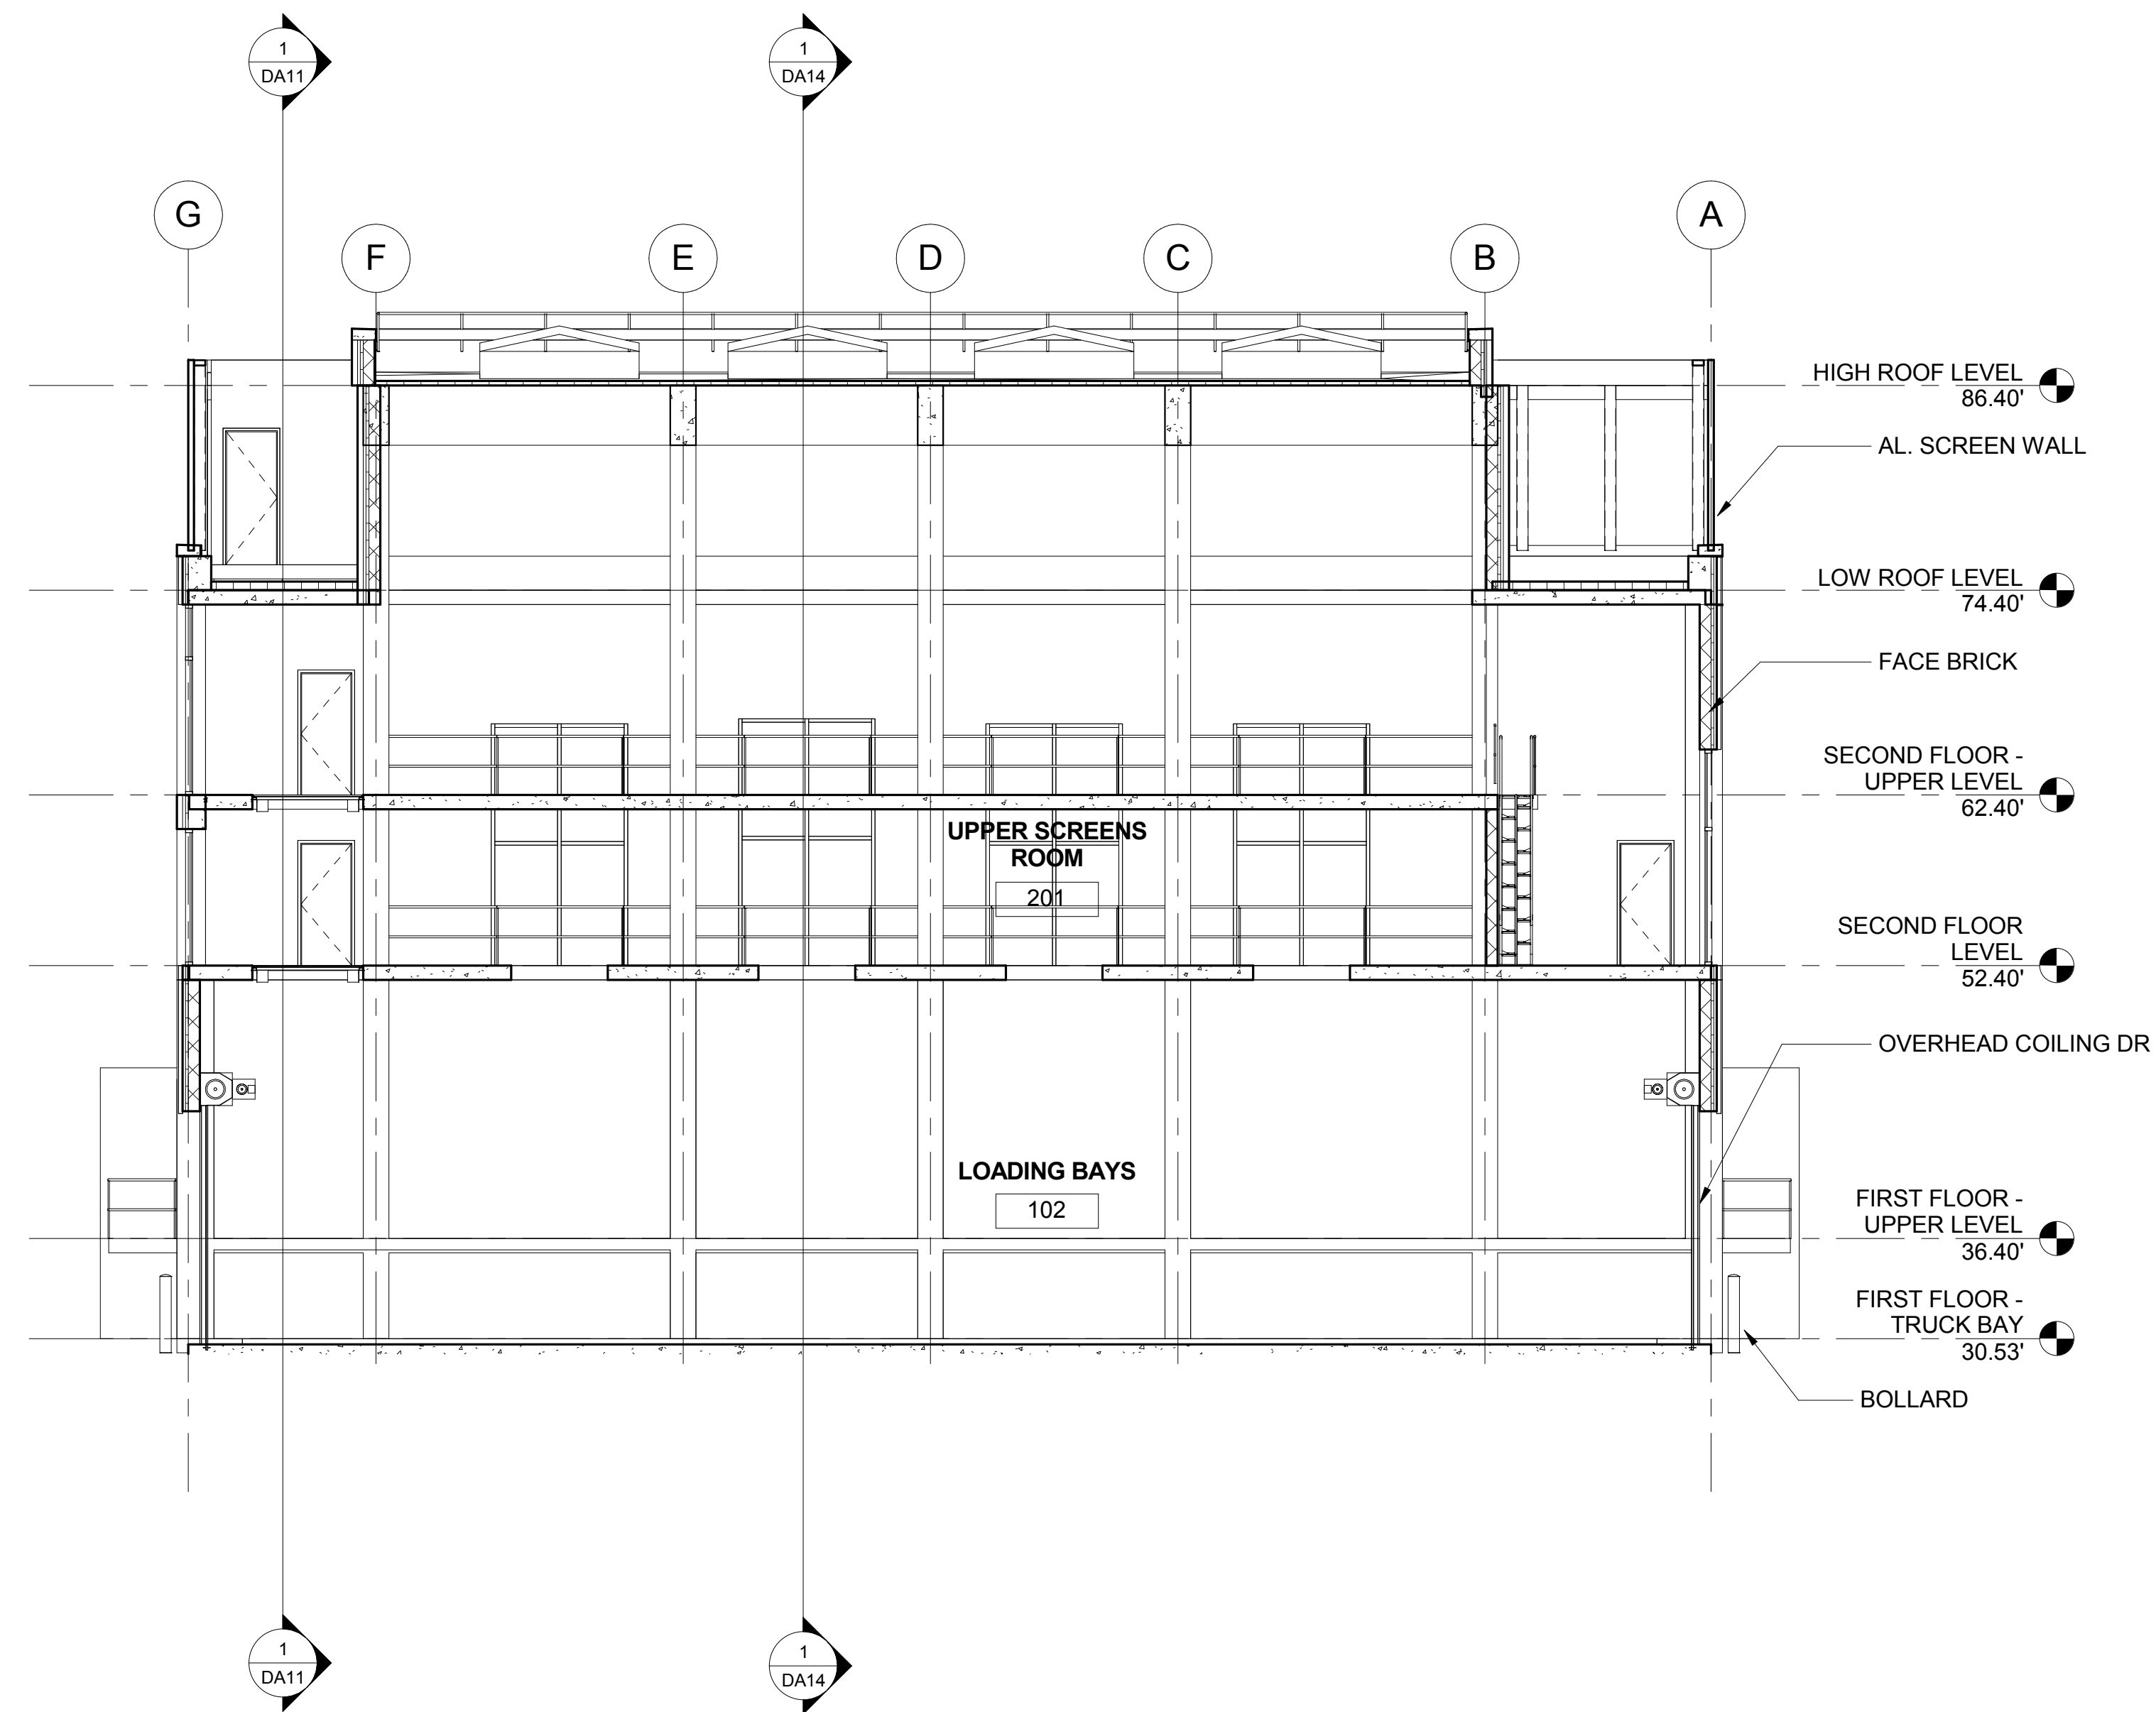 1
DA11
1
DA14
G
F
E
D
C
B
A
HIGH ROOF LEVEL
86.40'
AL. SCREEN WALL
LOW ROOF LEVEL
74.40'
FACE BRICK
SECOND FLOOR -
UPPER LEVEL
62.40'
UPPER SCREENS
ROOM
201
SECOND FLOOR
LEVEL
52.40'
OVERHEAD COILING DR
LOADING BAYS
102
FIRST FLOOR -
UPPER LEVEL
36.40'
FIRST FLOOR -
TRUCK BAY
30.53'
BOLLARD
1
DA11
1
DA14